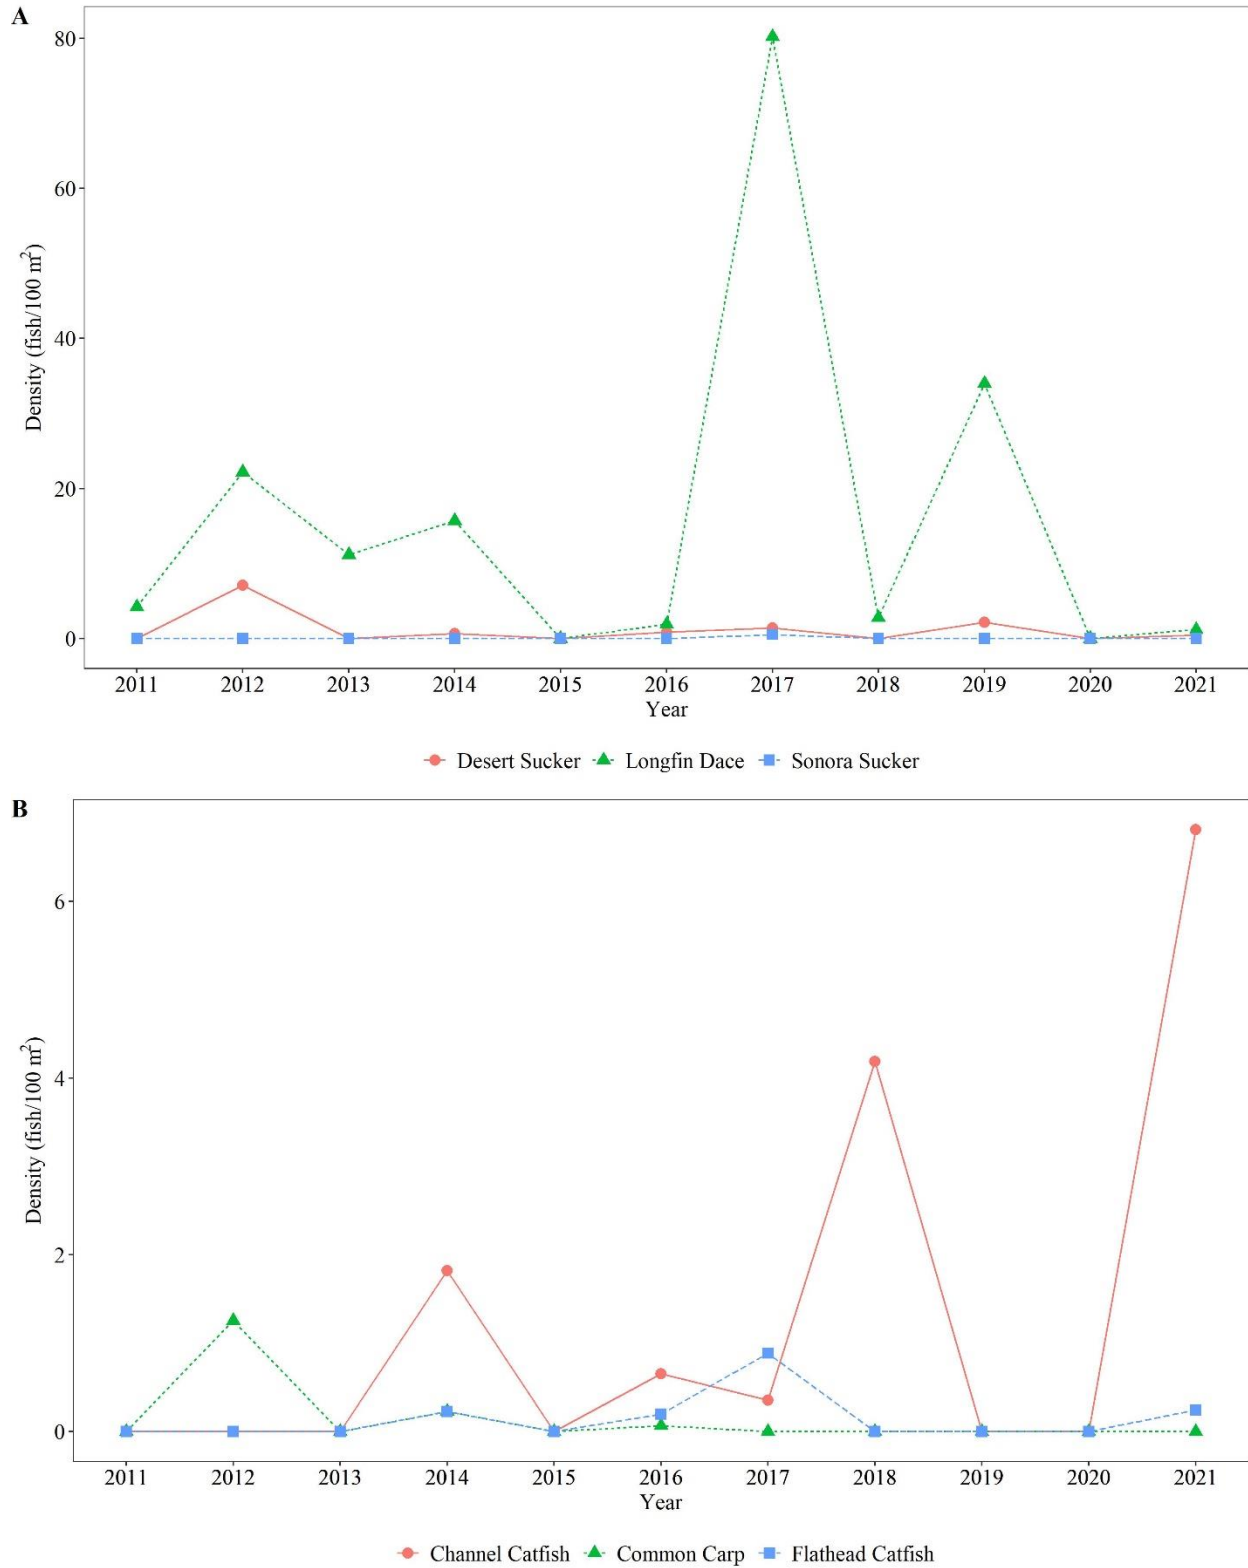 A
80
60
40
20
0
Density (fish/100 m²)
2011 2012 2013 2014 2015 2016 2017 2018 2019 2020 2021
Year
Desert Sucker Longfin Dace Sonora Sucker
B
6
4
2
0
Density (fish/100 m²)
2011 2012 2013 2014 2015 2016 2017 2018 2019 2020 2021
Year
Channel Catfish Common Carp Flathead Catfish